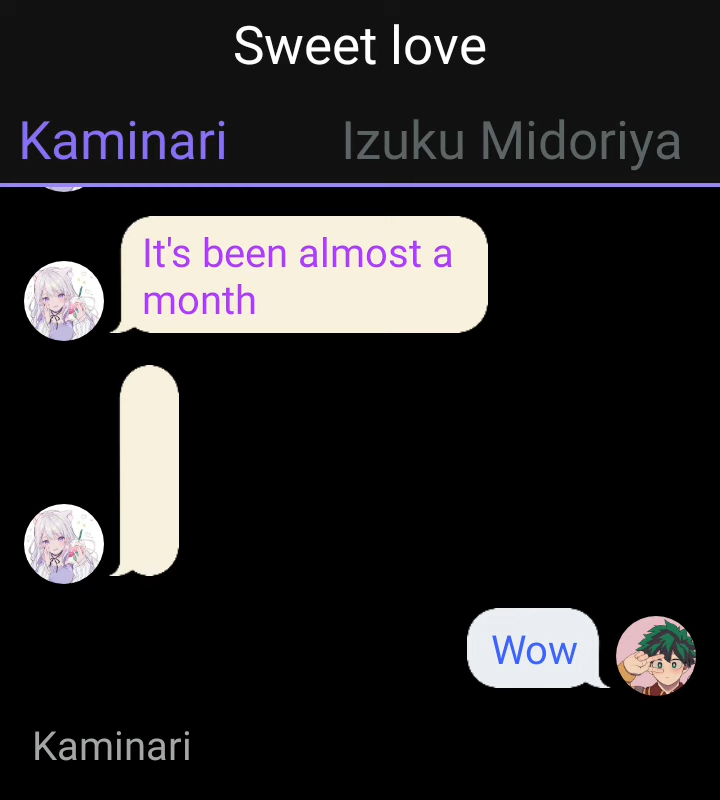 Sweet love
Kaminari
Izuku Midoriya
It's been almost a
month
Wow
Kaminari